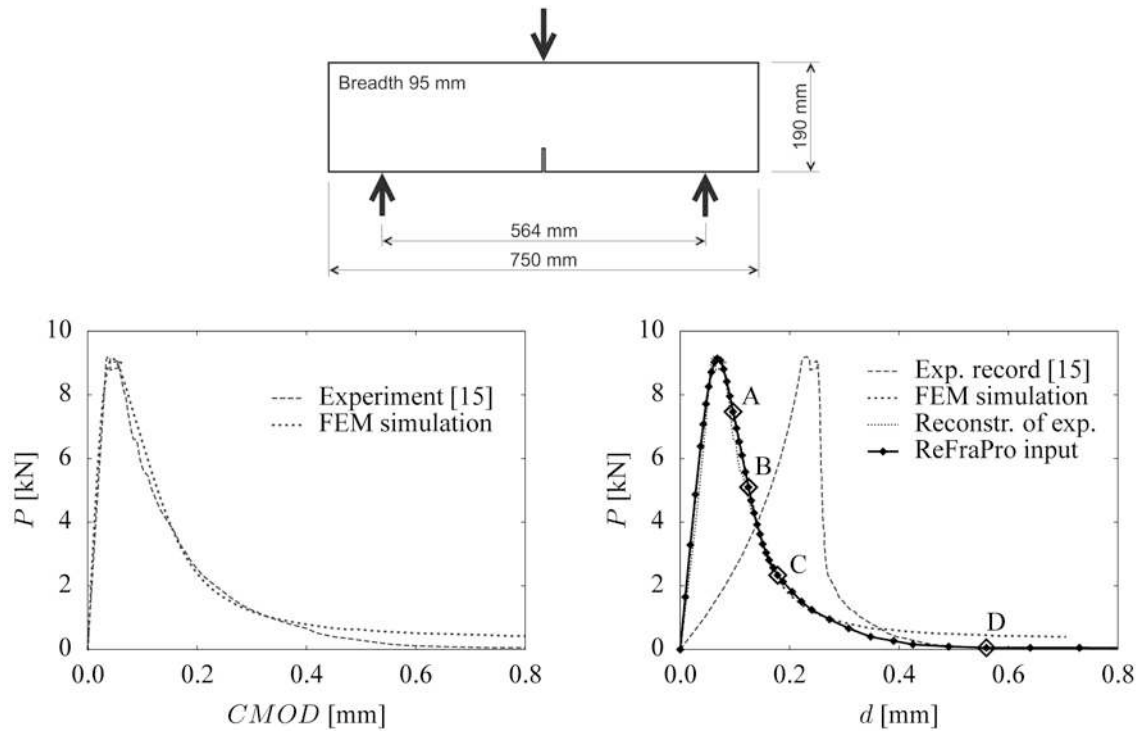 Breadth 95 mm
190 mm
564 mm
750 mm
10
8
6
4
2
0
P [kN]
Experiment [15]
FEM simulation
0.0 0.2 0.4 0.6 0.8
CMOD [mm]
10
8
6
4
2
0
P [kN]
Exp. record [15]
FEM simulation
Reconstr. of exp.
ReFraPro input
A
B
C
D
0.0 0.2 0.4 0.6 0.8
d [mm]